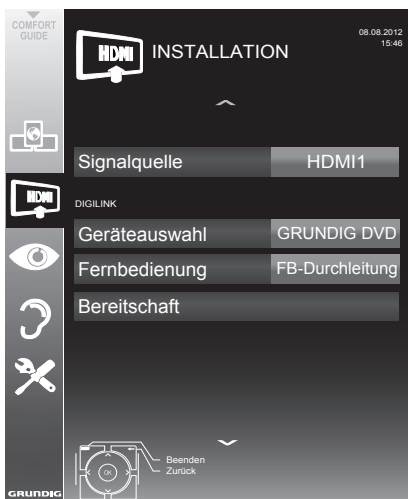 COMFORT
GUIDE
HDMI INSTALLATION
08.08.2012
15:46
Signalquelle HDMI1
HDMI
DIGILINK
Geräteauswahl GRUNDIG DVD
Fernbedienung FB-Durchleitung
Bereitschaft
Beenden
Zurück
OK
GRUNDIG